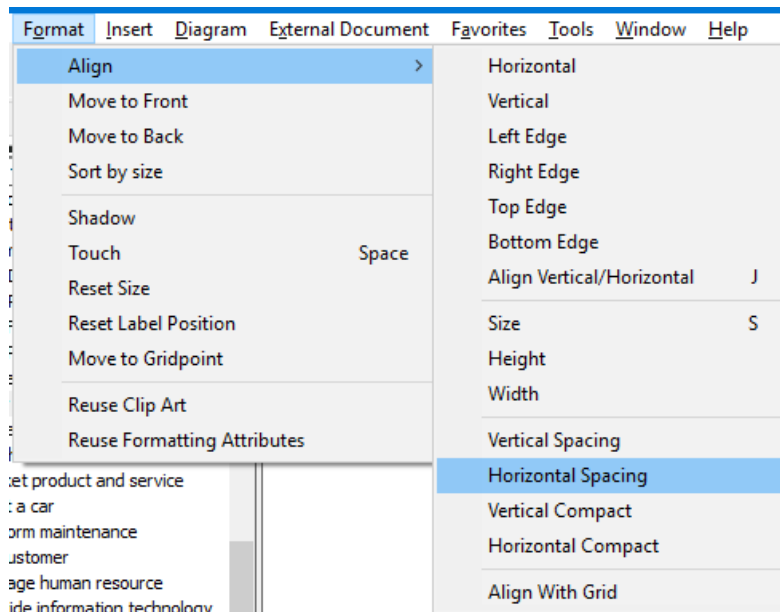 Format Insert Diagram External Document Favorites Tools Window Help
Align
Move to Front
Move to Back
Sort by size
Shadow
Touch Space
Reset Size
Reset Label Position
Move to Gridpoint
Reuse Clip Art
Reuse Formatting Attributes
Horizontal
Vertical
Left Edge
Right Edge
Top Edge
Bottom Edge
Align Vertical/Horizontal J
Size S
Height
Width
Vertical Spacing
Horizontal Spacing
Vertical Compact
Horizontal Compact
Align With Grid
product and service
a car
maintenance
human resource
information technology